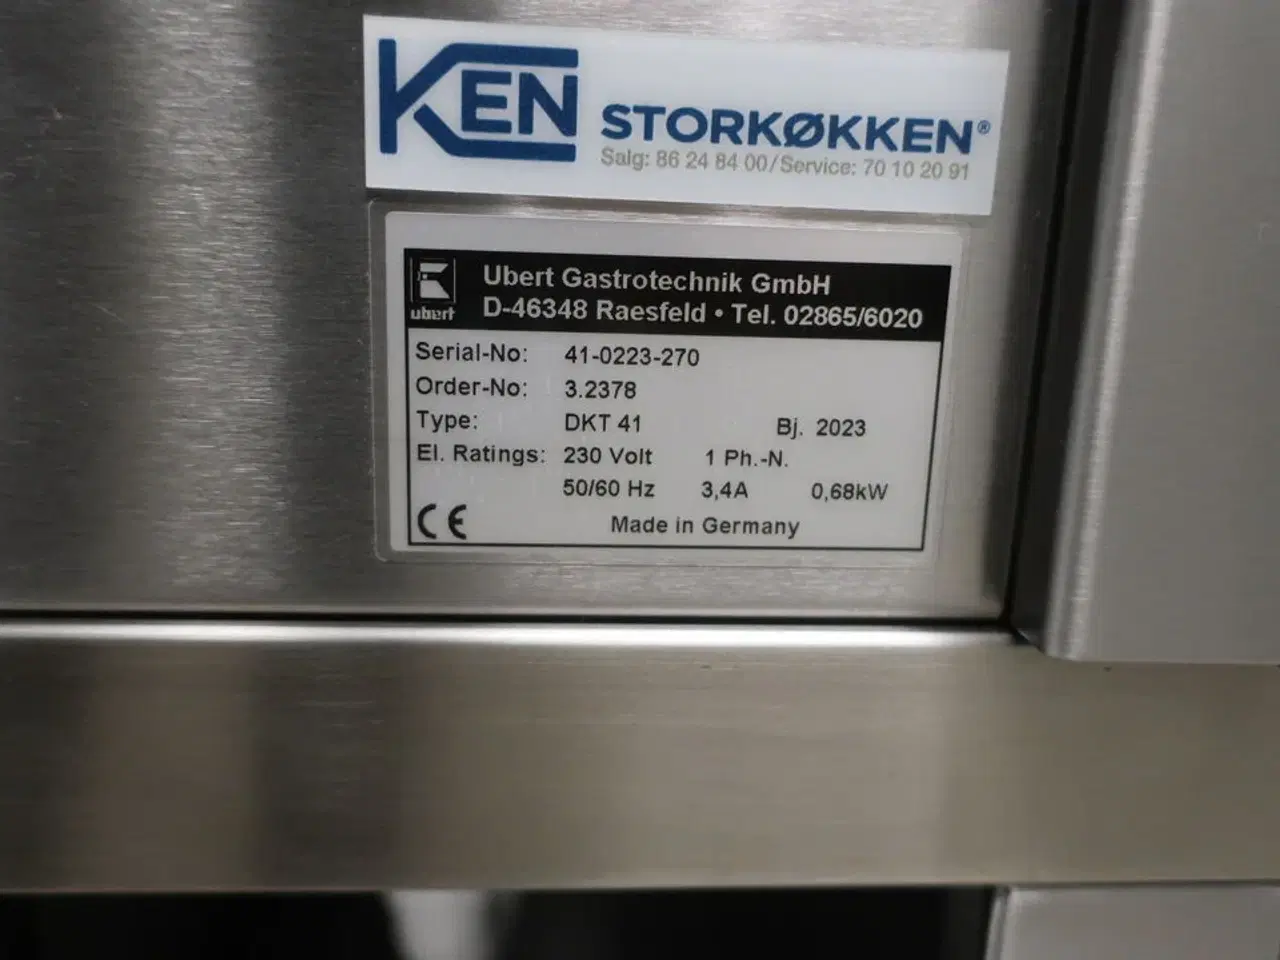 KEN STORKØKKEN®
Salg: 86 24 84 00/Service: 70 10 20 91
Ubert Gastrotechnik GmbH
ubert D-46348 Raesfeld • Tel. 02865/6020
Serial-No: 41-0223-270
Order-No: 3.2378
Type: DKT 41 Bj. 2023
El. Ratings: 230 Volt 1 Ph.-N.
50/60 Hz 3,4A 0,68kW
CE Made in Germany